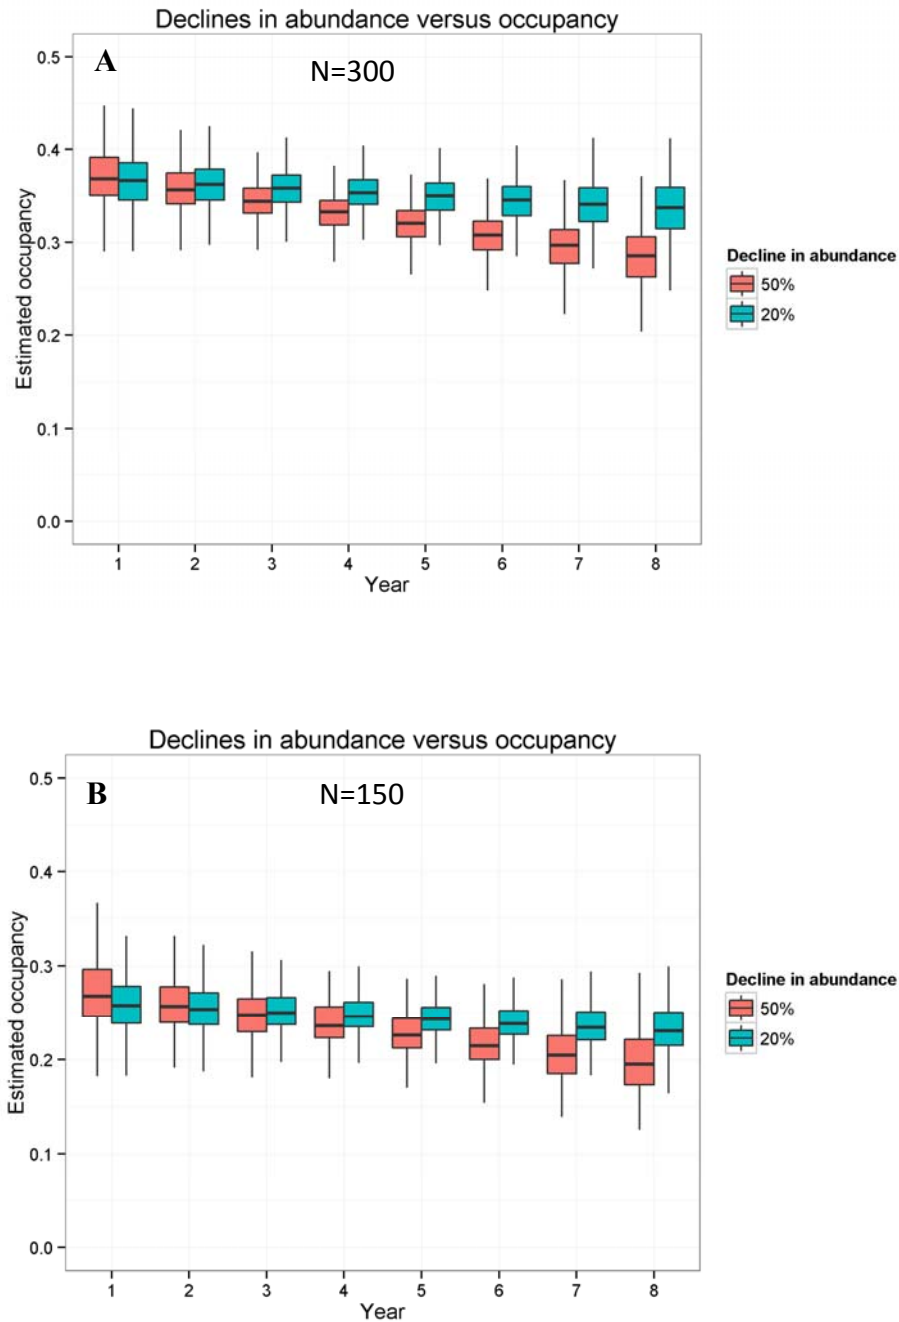 Declines in abundance versus occupancy
A
N=300
0.5
0.4
0.3
0.2
0.1
0.0
Estimated occupancy
1 2 3 4 5 6 7 8
Year
Decline in abundance
50%
20%
Declines in abundance versus occupancy
B
N=150
0.5
0.4
0.3
0.2
0.1
0.0
Estimated occupancy
1 2 3 4 5 6 7 8
Year
Decline in abundance
50%
20%